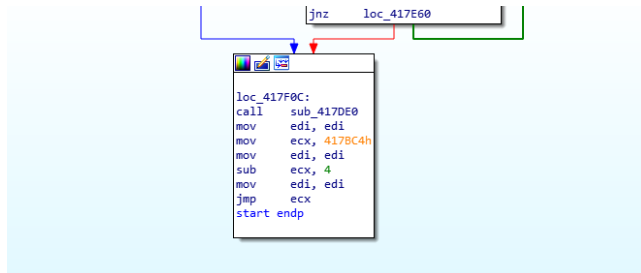 jnz loc_417E60
loc_417F0C:
call sub_417DE0
mov edi, edi
mov ecx, 417BC4h
mov edi, edi
sub ecx, 4
mov edi, edi
jmp ecx
start endp